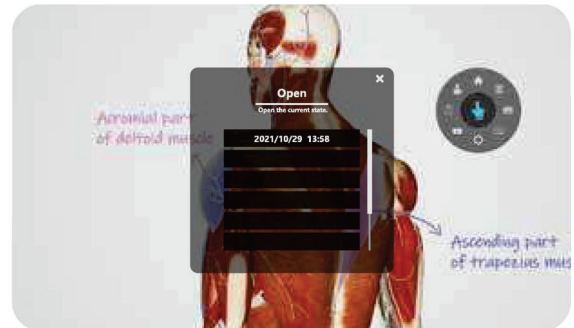 Open
Open the current state.
2021/10/29 13:58
Acromial part
of deltoid muscle
Ascending part
of trapezius mus